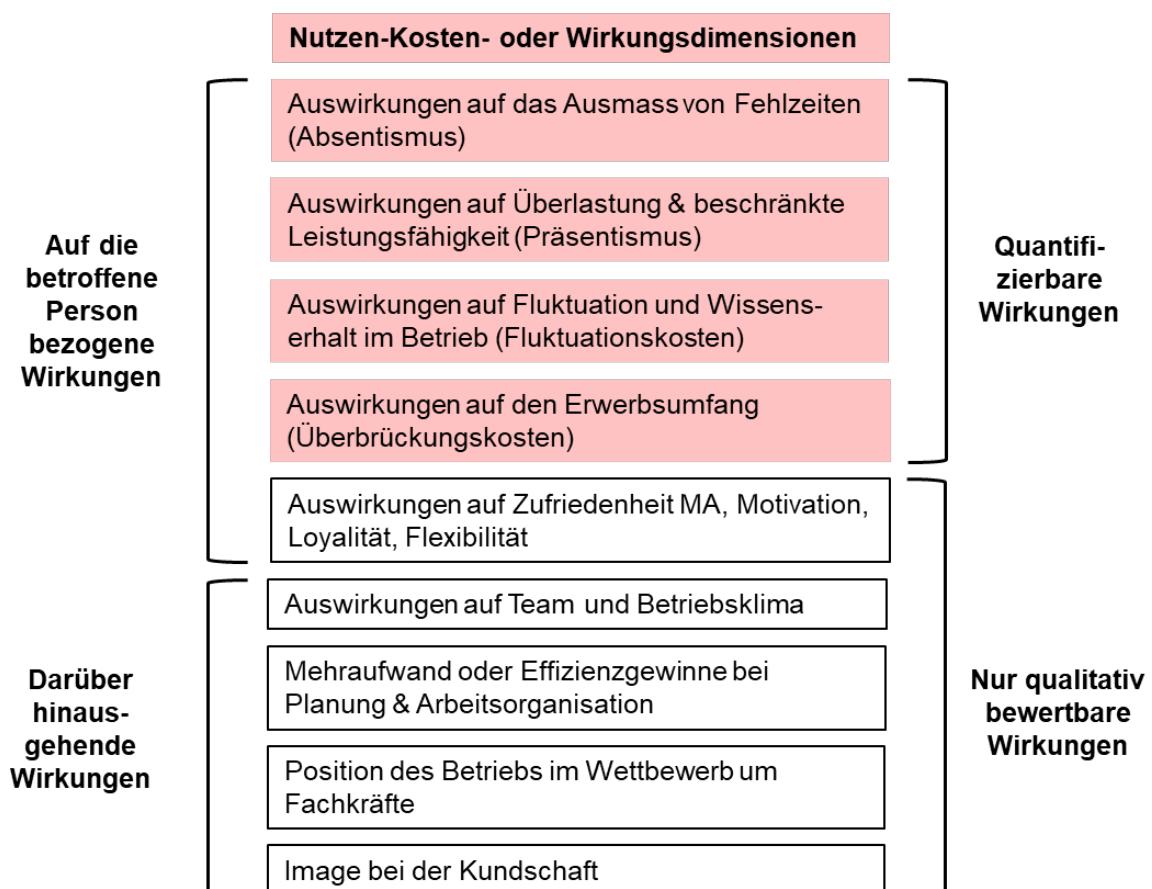 Nutzen-Kosten- oder Wirkungsdimensionen
Auswirkungen auf das Ausmass von Fehlzeiten
(Absentismus)
Auswirkungen auf Überlastung & beschränkte
Leistungsfähigkeit (Präsentismus)
Auf die
betroffene
Person
bezogene
Wirkungen
Quantifi-
zierbare
Wirkungen
Auswirkungen auf Fluktuation und Wissens-
erhalt im Betrieb (Fluktuationskosten)
Auswirkungen auf den Erwerbsumfang
(Überbrückungskosten)
Auswirkungen auf Zufriedenheit MA, Motivation,
Loyalität, Flexibilität
Auswirkungen auf Team und Betriebsklima
Darüber
hinaus-
gehende
Wirkungen
Mehraufwand oder Effizienzgewinne bei
Planung & Arbeitsorganisation
Nur qualitativ
bewertbare
Wirkungen
Position des Betriebs im Wettbewerb um
Fachkräfte
Image bei der Kundschaft